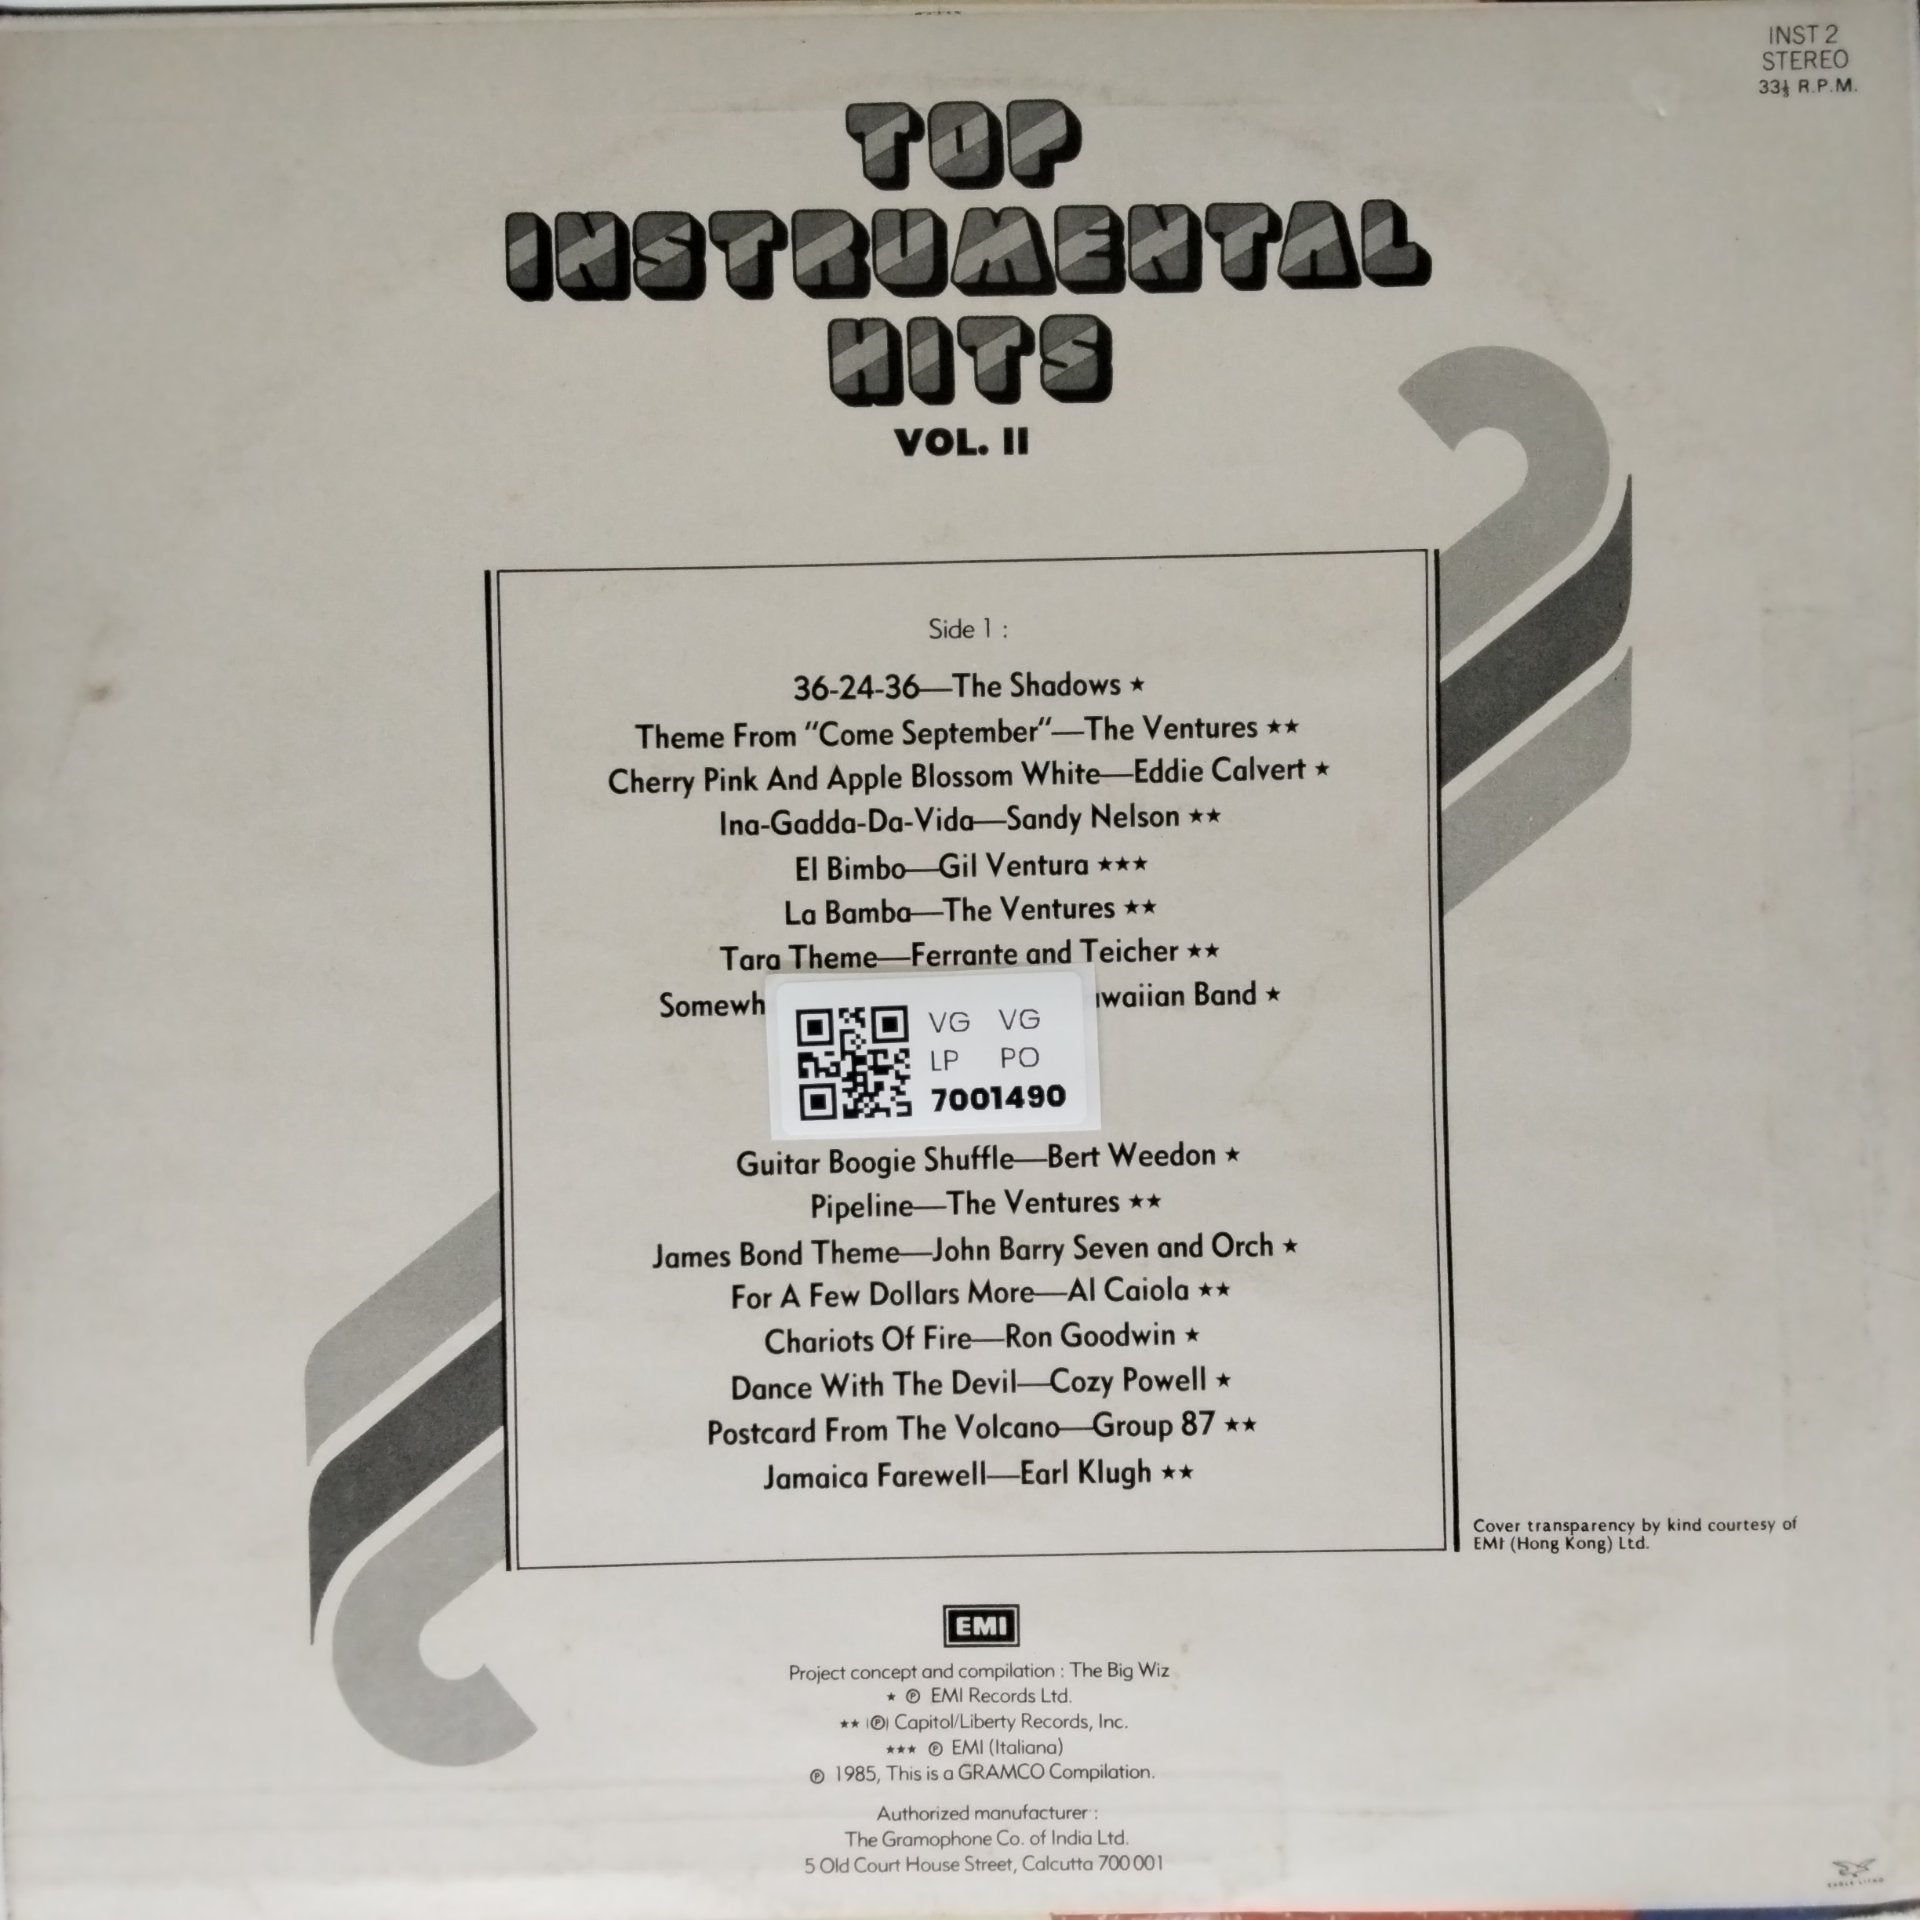 INST 2
STEREO
33⅓ R.P.M.
TOP
INSTRUMENTAL
HITS
VOL. II
Side 1 :
36-24-36—The Shadows ★
Theme From "Come September"—The Ventures ★★
Cherry Pink And Apple Blossom White—Eddie Calvert ★
Ina-Gadda-Da-Vida—Sandy Nelson ★★
El Bimbo—Gil Ventura ★★★
La Bamba—The Ventures ★★
Tara Theme—Ferrante and Teicher ★★
Somewh waiian Band ★
VG VG
LP PO
7001490
Guitar Boogie Shuffle—Bert Weedon ★
Pipeline—The Ventures ★★
James Bond Theme—John Barry Seven and Orch ★
For A Few Dollars More—Al Caiola ★★
Chariots Of Fire—Ron Goodwin ★
Dance With The Devil—Cozy Powell ★
Postcard From The Volcano—Group 87 ★★
Jamaica Farewell—Earl Klugh ★★
Cover transparency by kind courtesy of
EMI (Hong Kong) Ltd.
EMI
Project concept and compilation : The Big Wiz
★ ℗ EMI Records Ltd.
★★ ℗ Capitol/Liberty Records, Inc.
★★★ ℗ EMI (Italiana)
℗ 1985, This is a GRAMCO Compilation.
Authorized manufacturer :
The Gramophone Co. of India Ltd.
5 Old Court House Street, Calcutta 700 001